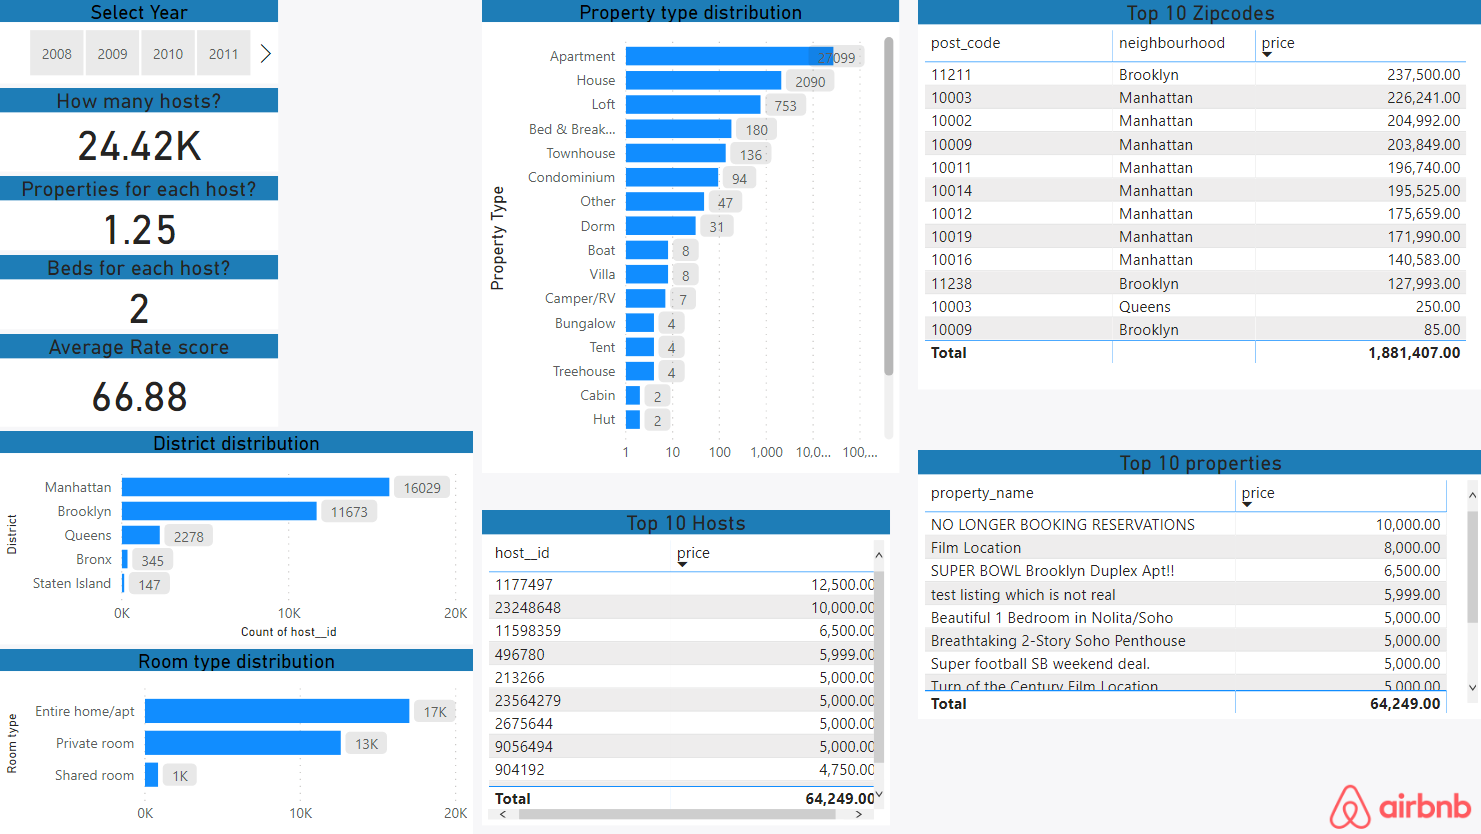 Select Year
2008 2009 2010 2011
How many hosts?
24.42K
Properties for each host?
1.25
Beds for each host?
2
Average Rate score
66.88
District distribution
District
Manhattan 16029
Brooklyn 11673
Queens 2278
Bronx 345
Staten Island 147
0K 10K 20K
Count of host_id
Room type distribution
Room type
Entire home/apt 17K
Private room 13K
Shared room 1K
0K 10K 20K
Property type distribution
Property Type
Apartment 27099
House 2090
Loft 753
Bed & Break... 180
Townhouse 136
Condominium 94
Other 47
Dorm 31
Boat 8
Villa 8
Camper/RV 7
Bungalow 4
Tent 4
Treehouse 4
Cabin 2
Hut 2
1 10 100 1,000 10,0... 100,...
Top 10 Hosts
host_id price
1177497 12,500.00
23248648 10,000.00
11598359 6,500.00
496780 5,999.00
213266 5,000.00
23564279 5,000.00
2675644 5,000.00
9056494 5,000.00
904192 4,750.00
Total 64,249.00
Top 10 Zipcodes
post_code neighbourhood price
11211 Brooklyn 237,500.00
10003 Manhattan 226,241.00
10002 Manhattan 204,992.00
10009 Manhattan 203,849.00
10011 Manhattan 196,740.00
10014 Manhattan 195,525.00
10012 Manhattan 175,659.00
10019 Manhattan 171,990.00
10016 Manhattan 140,583.00
11238 Brooklyn 127,993.00
10003 Queens 250.00
10009 Brooklyn 85.00
Total 1,881,407.00
Top 10 properties
property_name price
NO LONGER BOOKING RESERVATIONS 10,000.00
Film Location 8,000.00
SUPER BOWL Brooklyn Duplex Apt!! 6,500.00
test listing which is not real 5,999.00
Beautiful 1 Bedroom in Nolita/Soho 5,000.00
Breathtaking 2-Story Soho Penthouse 5,000.00
Super football SB weekend deal. 5,000.00
Turn of the Century Film Location 5,000.00
Total 64,249.00
airbnb